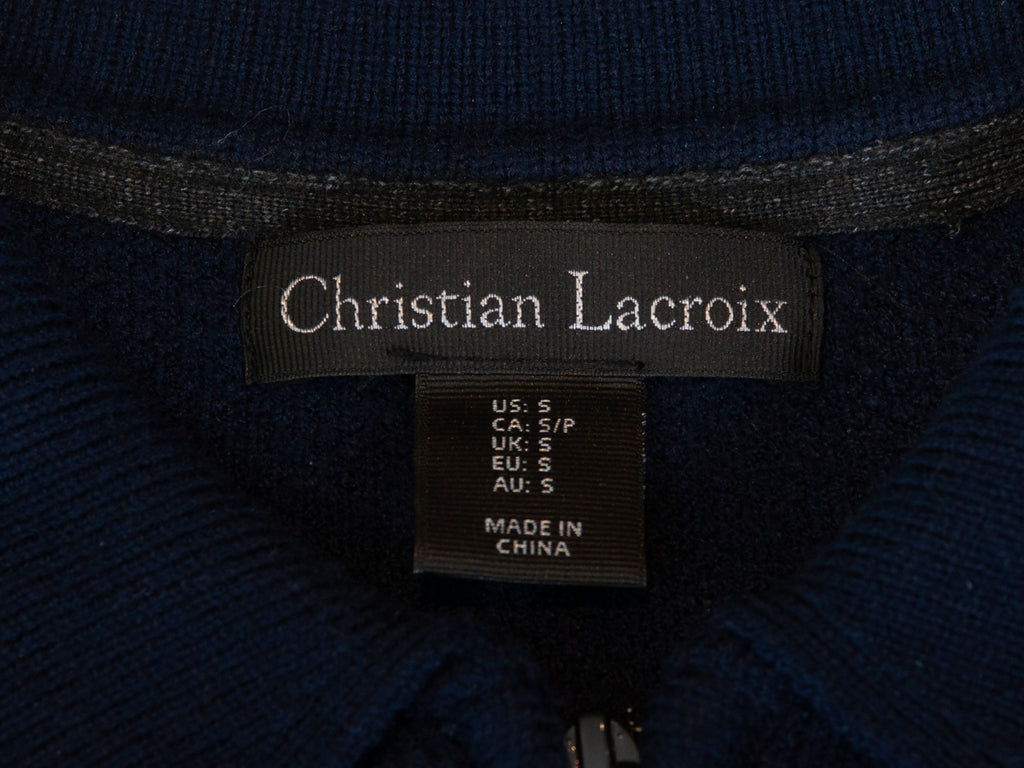 Christian Lacroix
US: S
CA: S/P
UK: S
EU: S
AU: S
MADE IN
CHINA